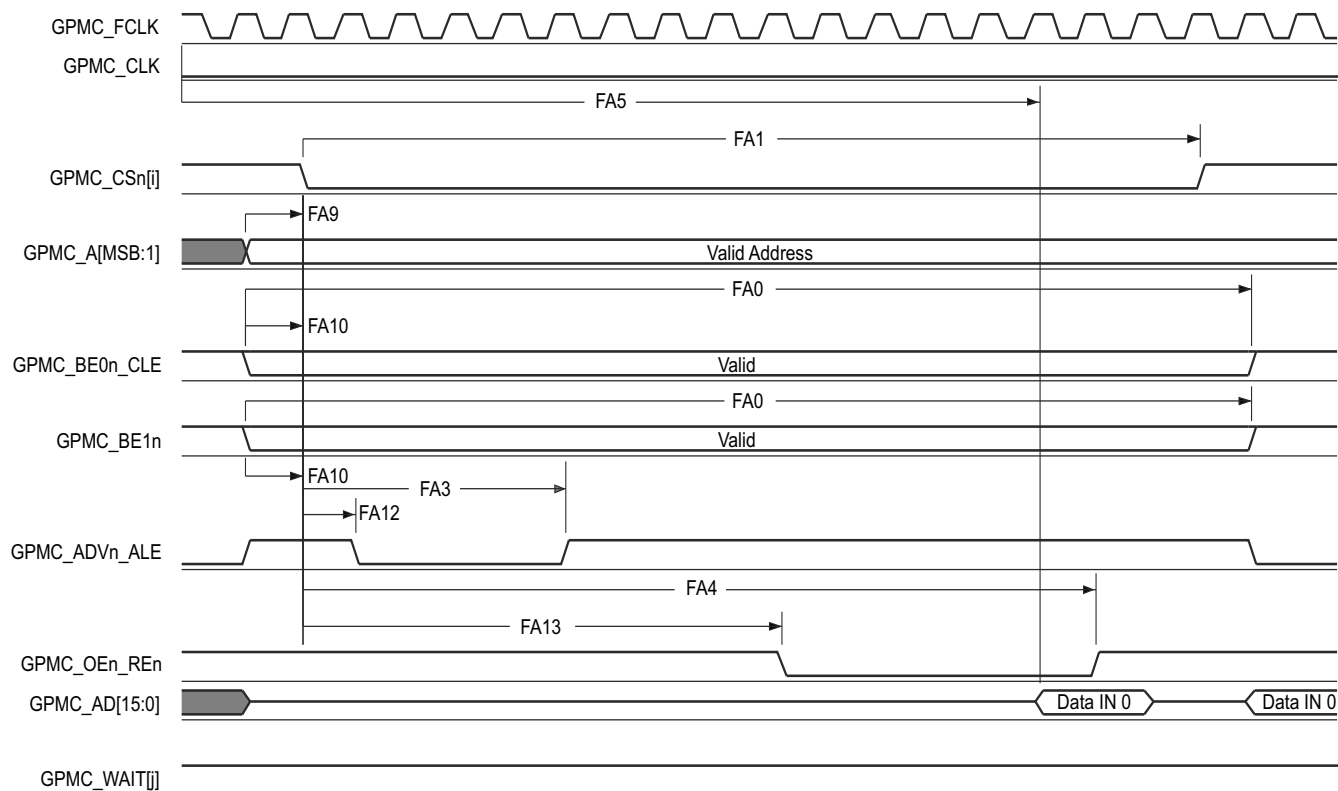 GPMC_FCLK
GPMC_CLK
FA5
FA1
GPMC_CSn[i]
FA9
GPMC_A[MSB:1]
Valid Address
FA0
FA10
GPMC_BE0n_CLE
Valid
FA0
GPMC_BE1n
Valid
FA10
FA3
FA12
GPMC_ADVn_ALE
FA4
FA13
GPMC_OEn_REn
GPMC_AD[15:0]
Data IN 0
Data IN 0
GPMC_WAIT[j]